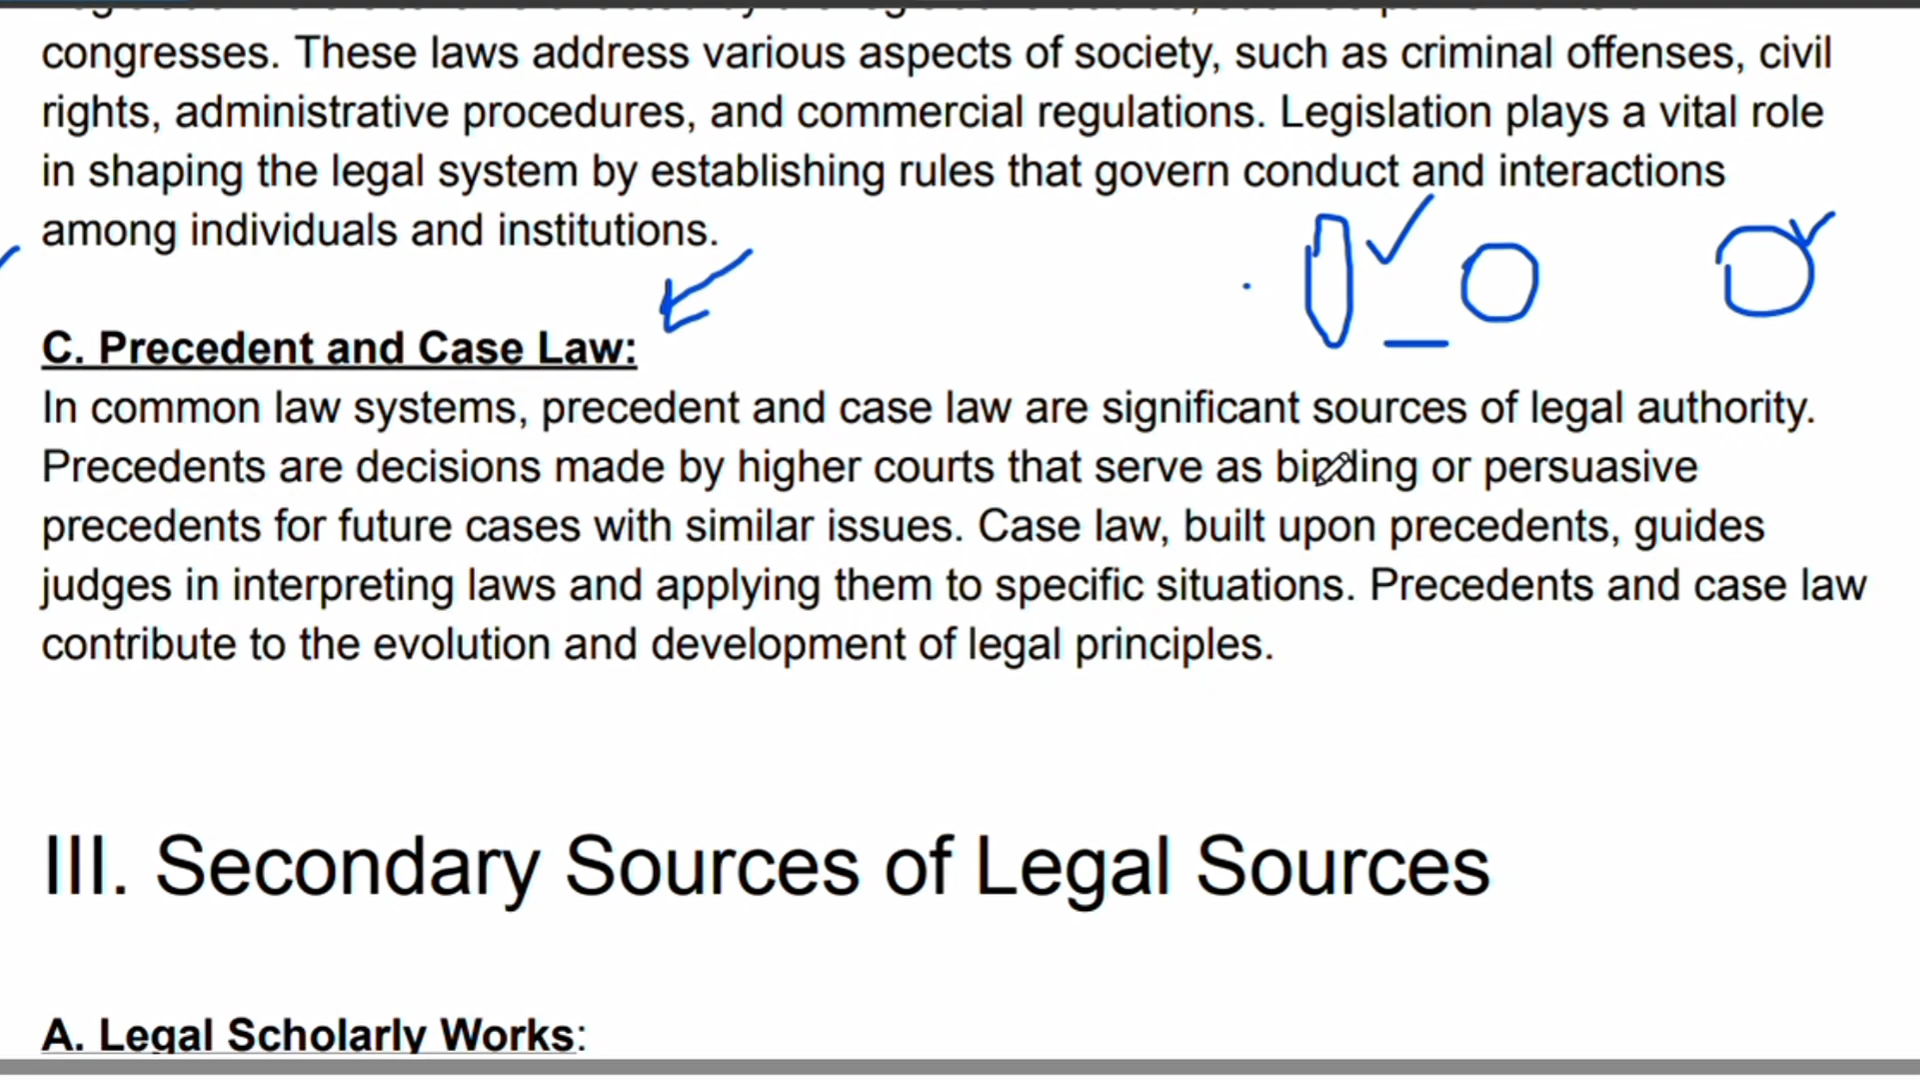 congresses. These laws address various aspects of society, such as criminal offenses, civil
rights, administrative procedures, and commercial regulations. Legislation plays a vital role
in shaping the legal system by establishing rules that govern conduct and interactions
among individuals and institutions.
C. Precedent and Case Law:
In common law systems, precedent and case law are significant sources of legal authority.
Precedents are decisions made by higher courts that serve as binding or persuasive
precedents for future cases with similar issues. Case law, built upon precedents, guides
judges in interpreting laws and applying them to specific situations. Precedents and case law
contribute to the evolution and development of legal principles.
III. Secondary Sources of Legal Sources
A. Legal Scholarly Works: